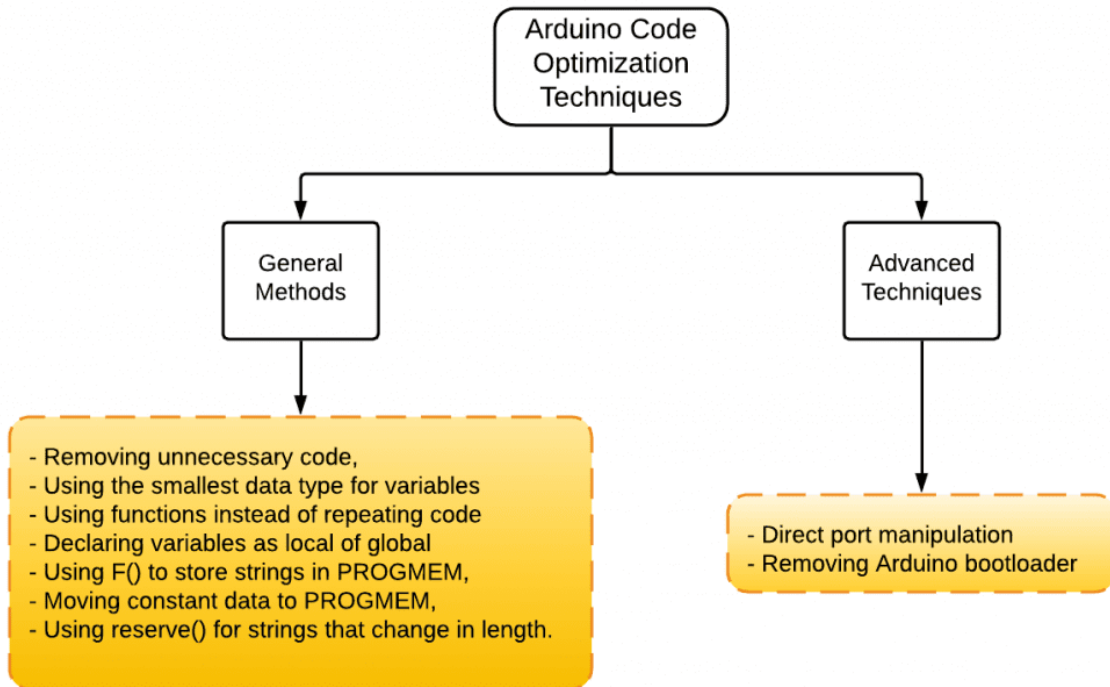 Arduino Code
Optimization
Techniques
General
Methods
Advanced
Techniques
- Removing unnecessary code,
- Using the smallest data type for variables
- Using functions instead of repeating code
- Declaring variables as local of global
- Using F() to store strings in PROGMEM,
- Moving constant data to PROGMEM,
- Using reserve() for strings that change in length.
- Direct port manipulation
- Removing Arduino bootloader